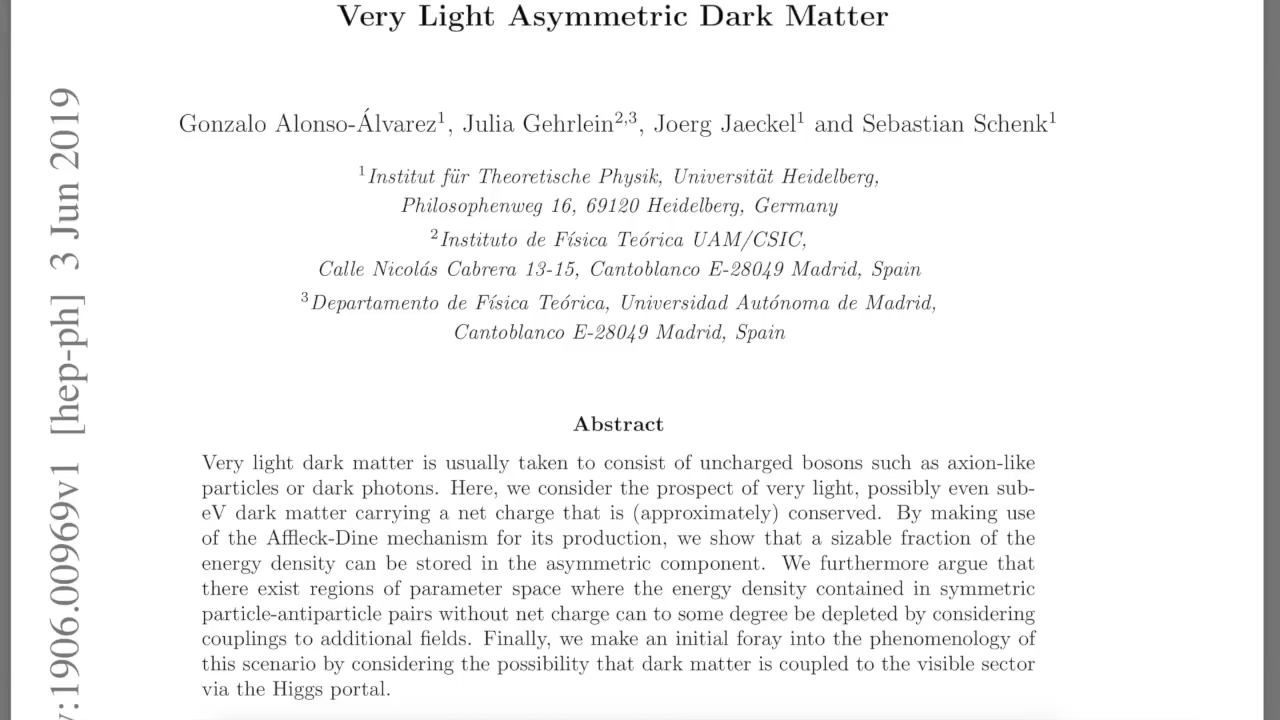 Very Light Asymmetric Dark Matter
Gonzalo Alonso-Álvarez1, Julia Gehrlein2,3, Joerg Jaeckel1 and Sebastian Schenk1
1Institut für Theoretische Physik, Universität Heidelberg,
Philosophenweg 16, 69120 Heidelberg, Germany
2Instituto de Física Teórica UAM/CSIC,
Calle Nicolás Cabrera 13-15, Cantoblanco E-28049 Madrid, Spain
3Departamento de Física Teórica, Universidad Autónoma de Madrid,
Cantoblanco E-28049 Madrid, Spain
Abstract
Very light dark matter is usually taken to consist of uncharged bosons such as axion-like
particles or dark photons. Here, we consider the prospect of very light, possibly even sub-
eV dark matter carrying a net charge that is (approximately) conserved. By making use
of the Affleck-Dine mechanism for its production, we show that a sizable fraction of the
energy density can be stored in the asymmetric component. We furthermore argue that
there exist regions of parameter space where the energy density contained in symmetric
particle-antiparticle pairs without net charge can to some degree be depleted by considering
couplings to additional fields. Finally, we make an initial foray into the phenomenology of
this scenario by considering the possibility that dark matter is coupled to the visible sector
via the Higgs portal.
v:1906.00969v1 [hep-ph] 3 Jun 2019